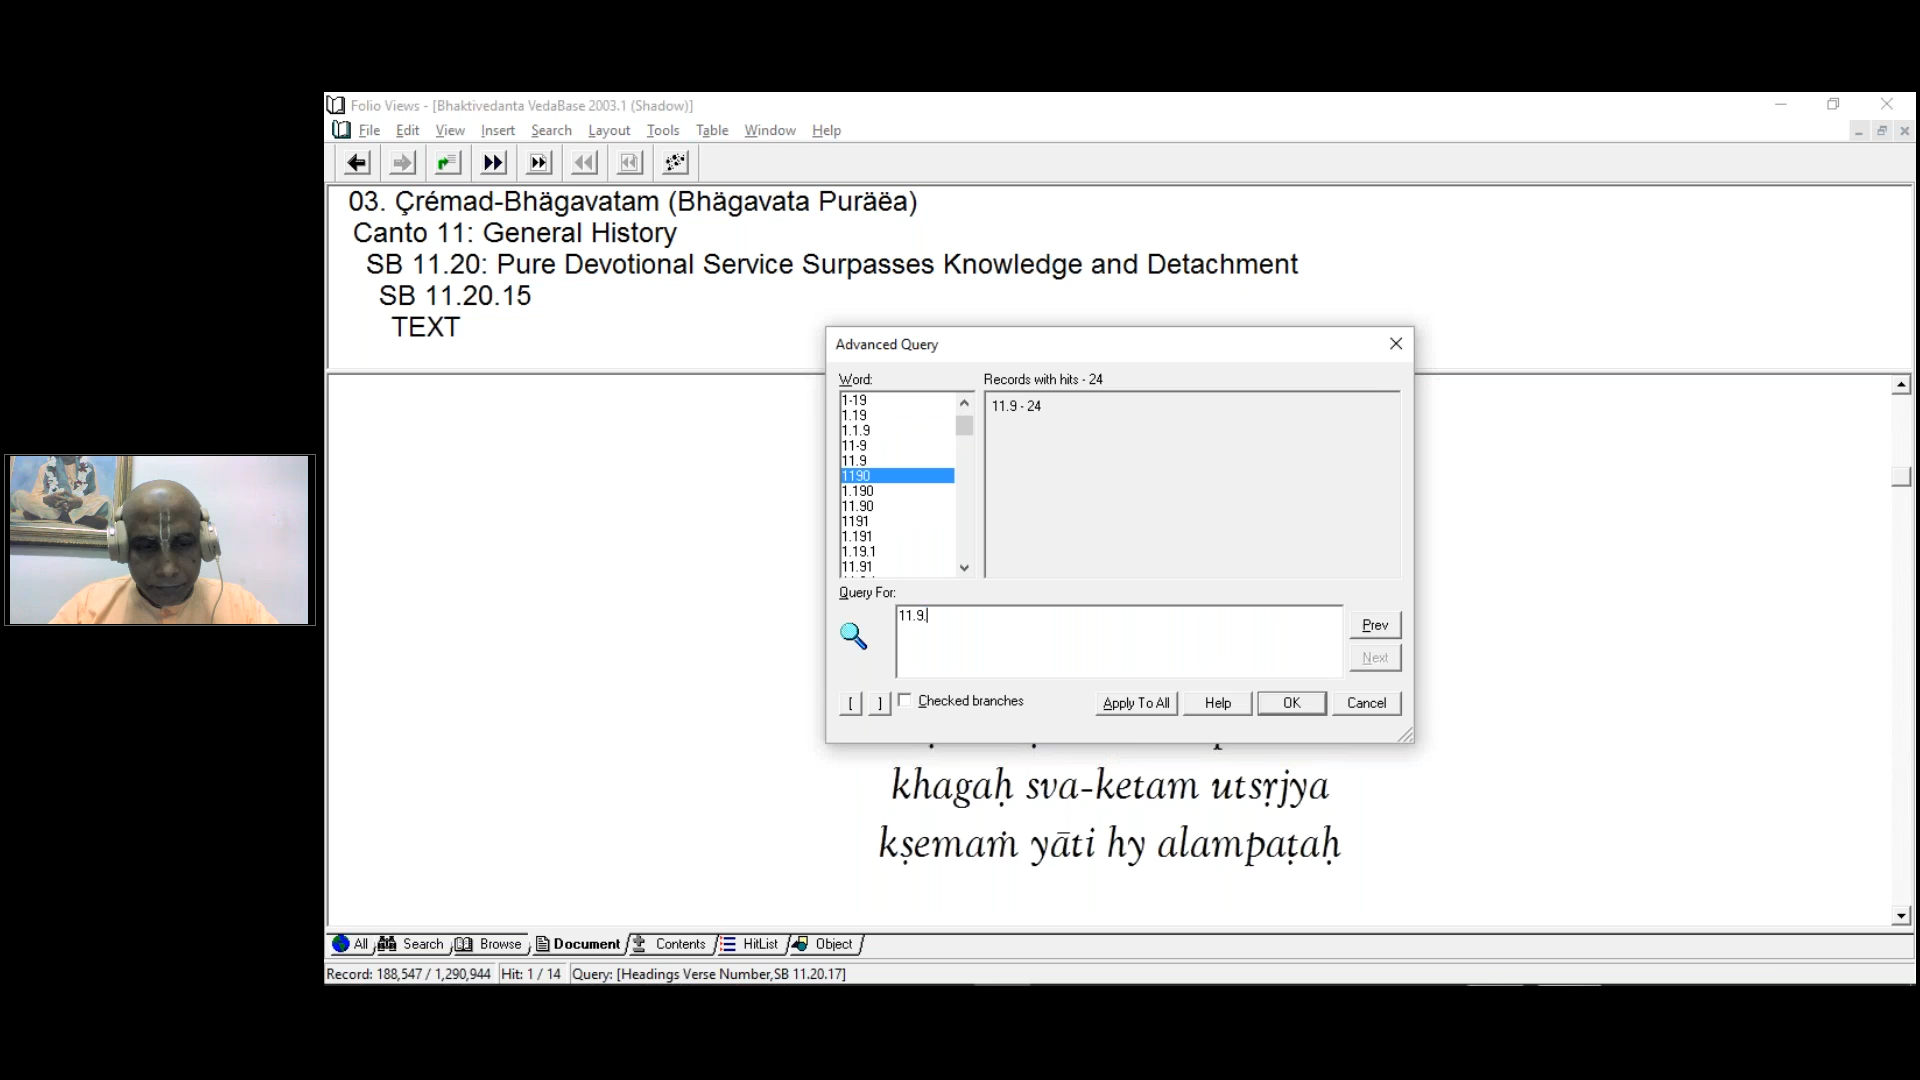 Folio Views - [Bhaktivedanta VedaBase 2003.1 (Shadow)]
File Edit View Insert Search Layout Tools Table Window Help
03. Çrémad-Bhägavatam (Bhägavata Puräëa)
Canto 11: General History
SB 11.20: Pure Devotional Service Surpasses Knowledge and Detachment
SB 11.20.15
TEXT
Advanced Query
Word:
Records with hits - 24
1-19
1.19
1.1.9
11-9
11.9
1190
1.190
11.90
1191
1.191
1.19.1
11.91
11.9 - 24
Query For:
11.9.
Prev
Next
[ ] Checked branches Apply To All Help OK Cancel
khagaḥ sva-ketam utsṛjya
kṣemaṁ yāti hy alampaṭaḥ
All Search Browse Document Contents HitList Object
Record: 188,547 / 1,290,944 Hit: 1 / 14 Query: [Headings Verse Number,SB 11.20.17]